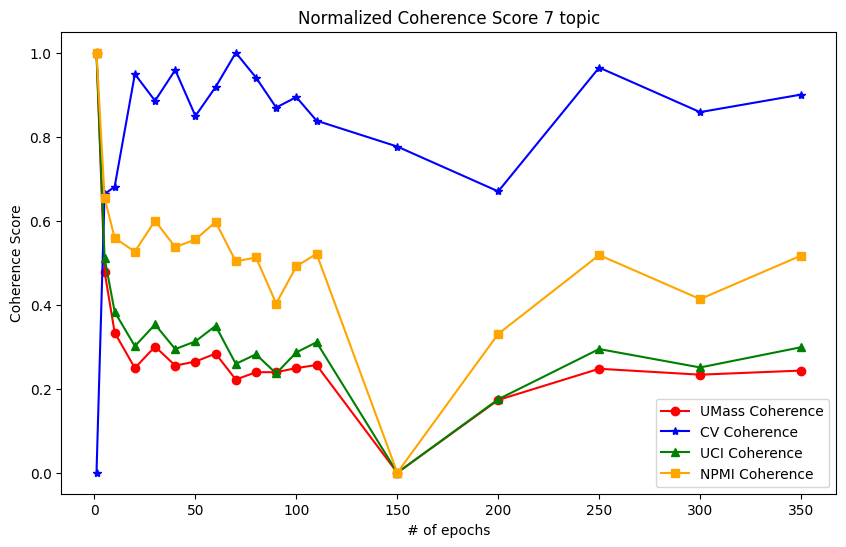 Normalized Coherence Score 7 topic
Coherence Score
1.0
0.8
0.6
0.4
0.2
0.0
0 50 100 150 200 250 300 350
# of epochs
UMass Coherence
CV Coherence
UCI Coherence
NPMI Coherence